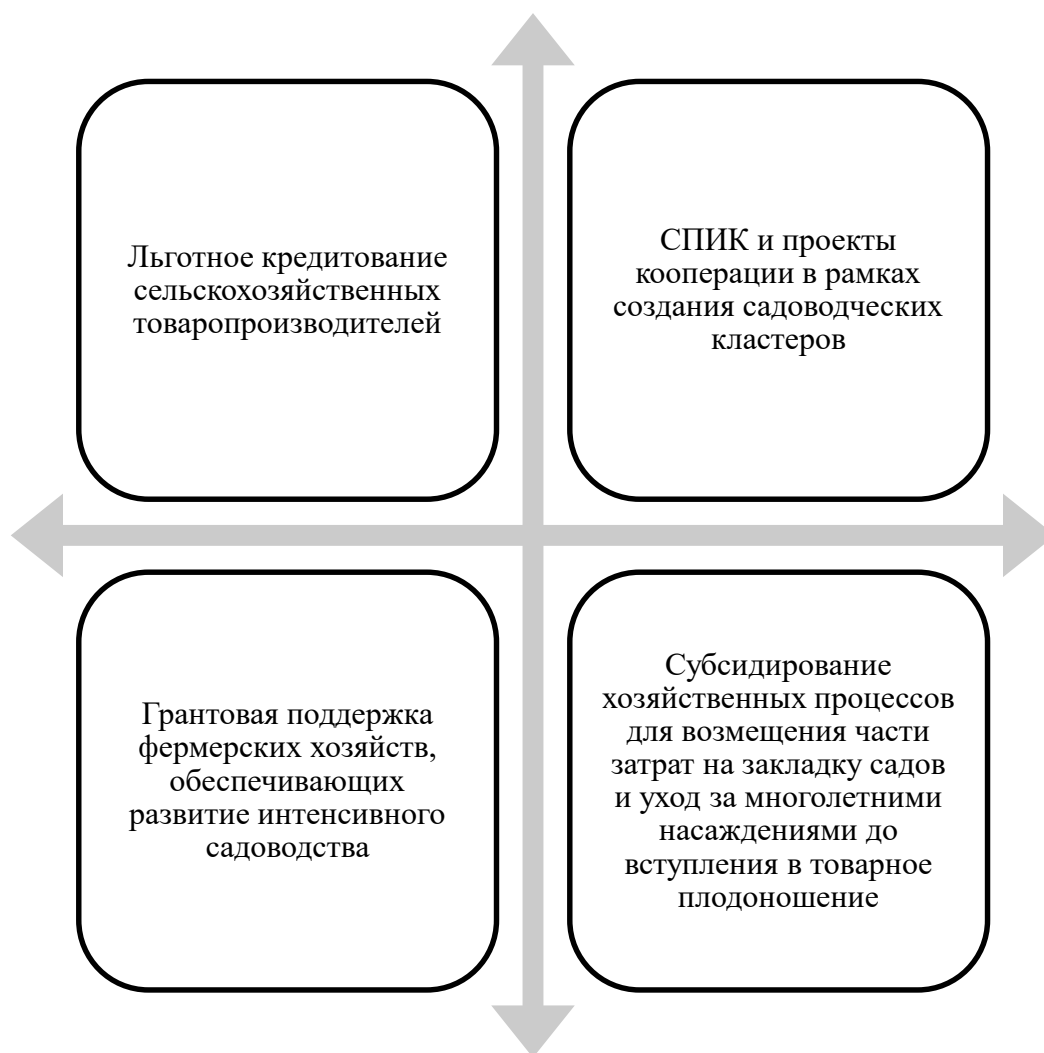 Льготное кредитование
сельскохозяйственных
товаропроизводителей
СПИК и проекты
кооперации в рамках
создания садоводческих
кластеров
Грантовая поддержка
фермерских хозяйств,
обеспечивающих
развитие интенсивного
садоводства
Субсидирование
хозяйственных процессов
для возмещения части
затрат на закладку садов
и уход за многолетними
насаждениями до
вступления в товарное
плодоношение